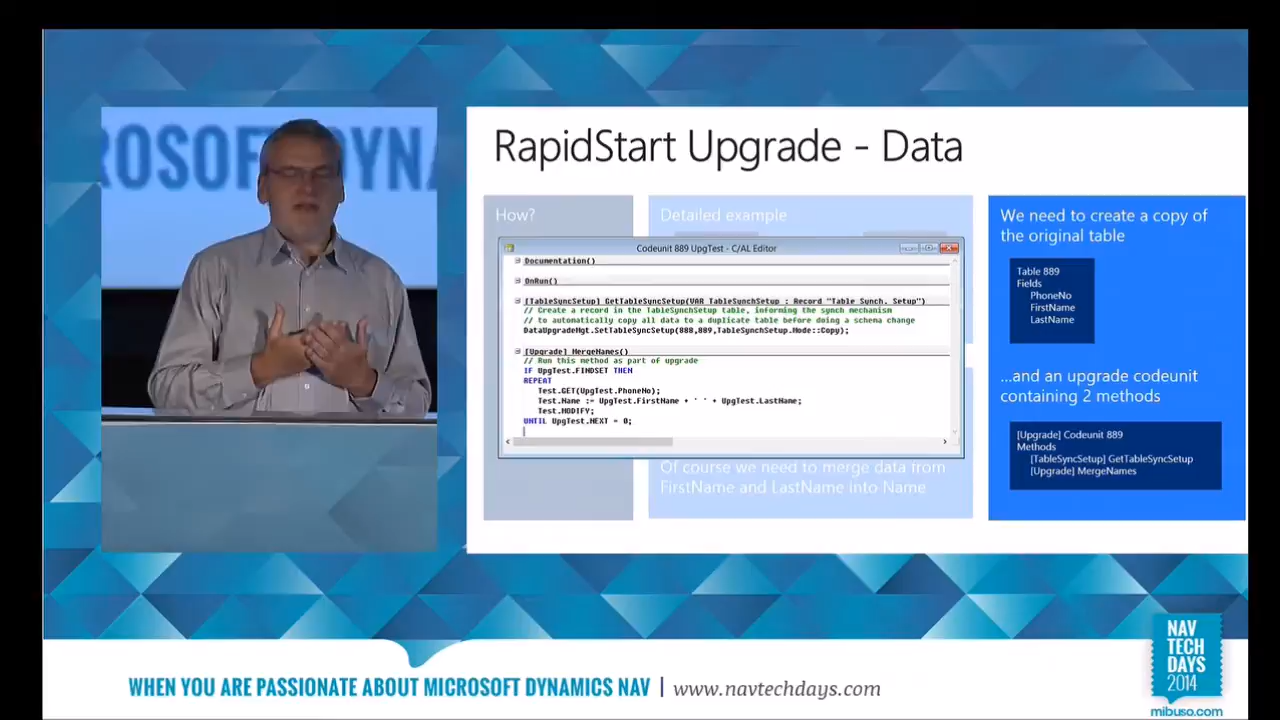 ROSOFT DYNA
RapidStart Upgrade - Data
How?
Detailed example
Codeunit 889 UpgTest - C/AL Editor
Documentation()
OnRun()
[TableSyncSetup] GetTableSyncSetup(VAR TableSynchSetup : Record "Table Synch. Setup")
// Create a record in the TableSynchSetup table, informing the synch mechanism
// to automatically copy all data to a duplicate table before doing a schema change
DataUpgradeMgt.SetTableSyncSetup(888,889,TableSynchSetup.Mode::Copy);
[Upgrade] MergeNames()
// Run this method as part of upgrade
IF UpgTest.FINDSET THEN
REPEAT
Test.GET(UpgTest.PhoneNo);
Test.Name := UpgTest.FirstName + ' ' + UpgTest.LastName;
Test.MODIFY;
UNTIL UpgTest.NEXT = 0;
Of course we need to merge data from
FirstName and LastName into Name
We need to create a copy of
the original table
Table 889
Fields
PhoneNo
FirstName
LastName
...and an upgrade codeunit
containing 2 methods
[Upgrade] Codeunit 889
Methods
[TableSyncSetup] GetTableSyncSetup
[Upgrade] MergeNames
WHEN YOU ARE PASSIONATE ABOUT MICROSOFT DYNAMICS NAV | www.navtechdays.com
NAV
TECH
DAYS
2014
mibuso.com